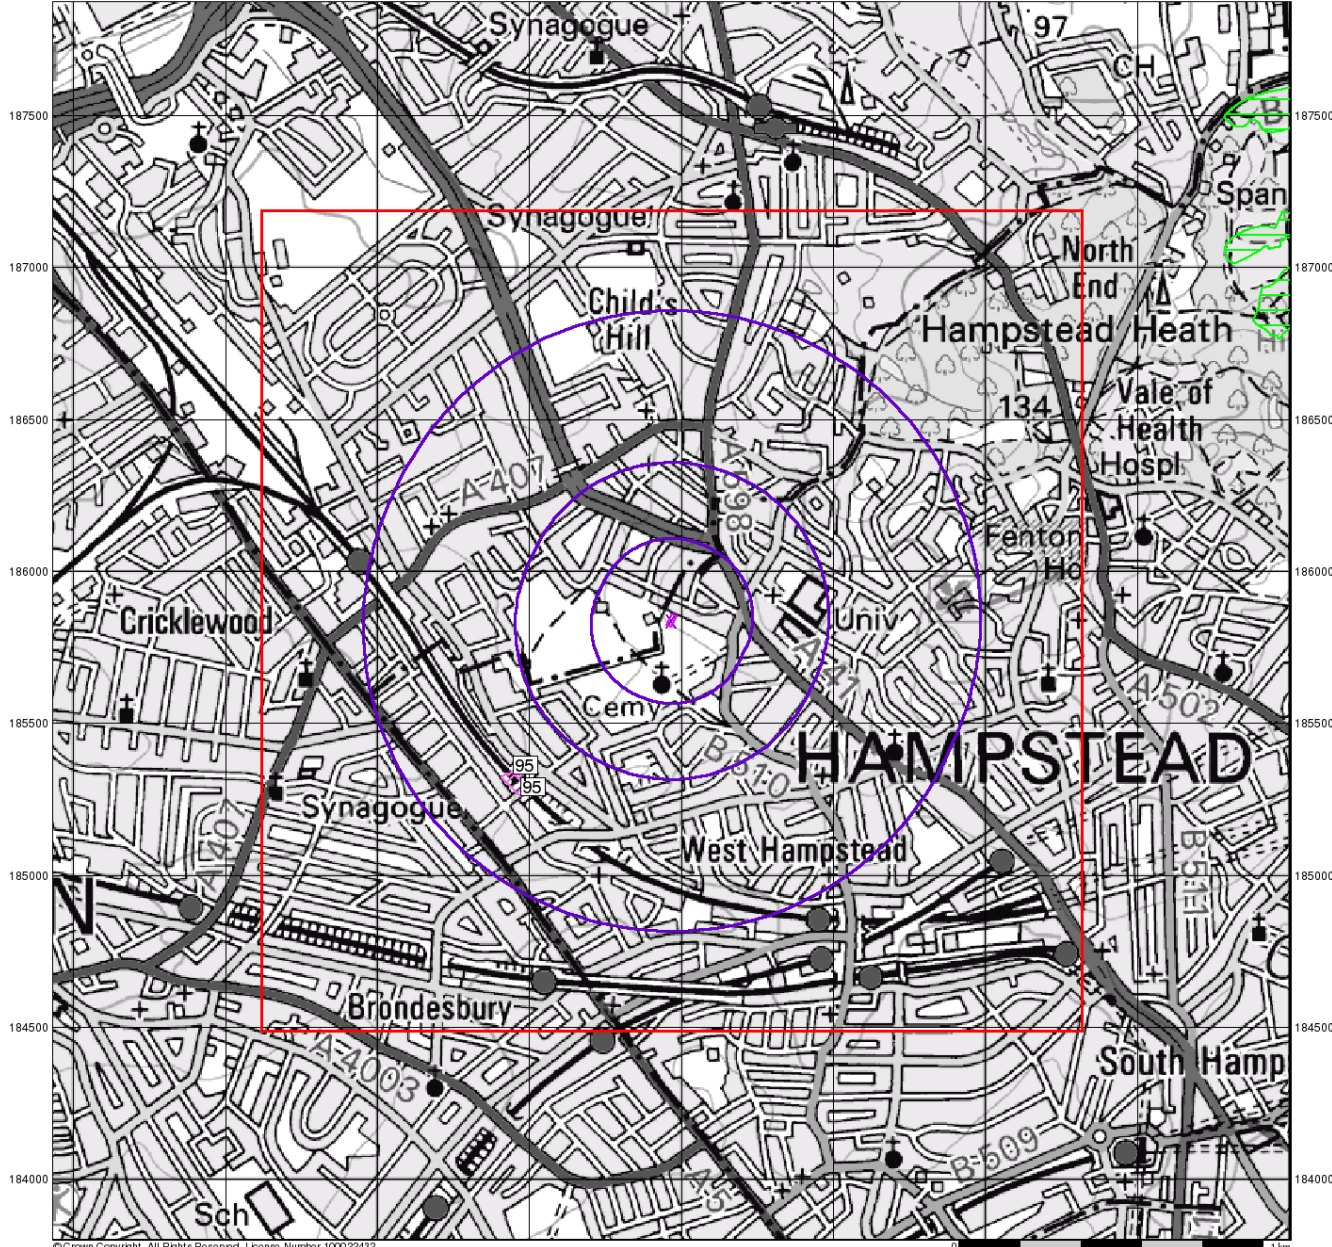 Synagogue
97
CH
187500
187500
B
Span
Synagogue
North
End
187000
187000
Child's
Hill
Hampstead Heath
E
Vale of
Health
134
186500
186500
Hospl
A 407
A 598
Fenton
Ho
186000
186000
Cricklewood
Univ
A 41
Cemy
A 502
185500
185500
B 510
HAMPSTEAD
95
95
Synagogue
A 407
West Hampstead
B 511
185000
185000
N
Brondesbury
184500
184500
A 4003
South Hamp
B 509
184000
184000
A 5
Sch
© Crown Copyright. All Rights Reserved. License Number 100022432
0
1 km